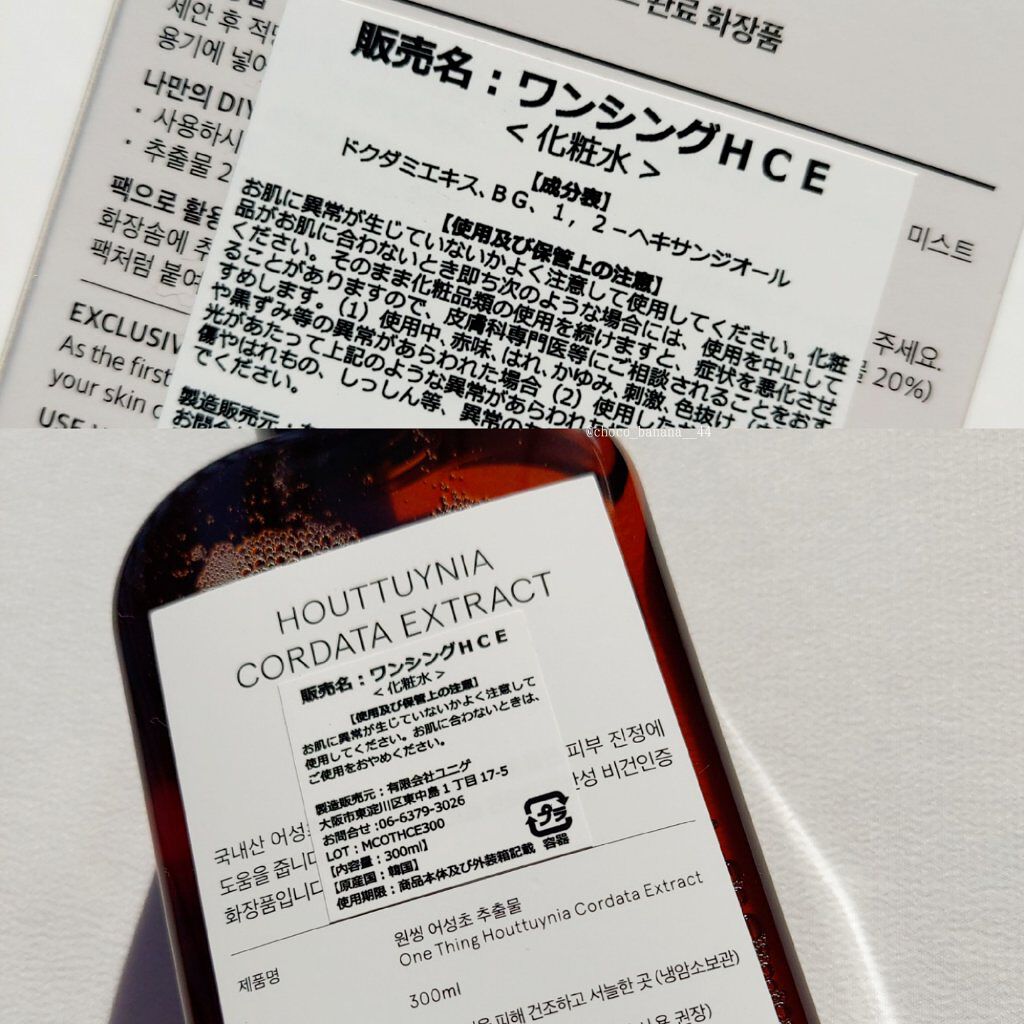 완료 화장품
세안 후 적
용기에 넣어
나만의 DIY
· 사용하시
· 추출물 2
팩으로 활용
화장솜에 추
팩처럼 붙여
미스트
주세요.
20%)
EXCLUSIV
As the first
your skin c
販売名：ワンシングＨＣＥ
＜化粧水＞
【成分表】
ドクダミエキス、ＢＧ、１，２－ヘキサンジオール
【使用及び保管上の注意】
お肌に異常が生じていないかよく注意して使用してください。化粧
品がお肌に合わないとき即ち次のような場合には、使用を中止して
ください。そのまま化粧品類の使用を続けますと、症状を悪化させ
ることがありますので、皮膚科専門医等にご相談されることをおす
すめします。（1）使用中、赤味、はれ、かゆみ、刺激、色抜け
や黒ずみ等の異常があらわれた場合（2）使用した
光があたって上記のような異常があらわれた
傷やはれもの、しっしん等、異常の
でください。
製造販売元
お問合
@choco_banana__44
HOUTTUYNIA
CORDATA EXTRACT
販売名：ワンシングＨＣＥ
＜化粧水＞
【使用及び保管上の注意】
お肌に異常が生じていないかよく注意して
使用してください。お肌に合わないときは、
ご使用をおやめください。
製造販売元：有限会社ユニゲ
大阪市東淀川区東中島１丁目17-5
お問合せ:06-6379-3026
LOT：MCOTHCE300
【内容量：300ml】
【原産国：韓国】
使用期限：商品本体及び外装箱記載
プラ
容器
피부 진정에
비건인증
국내산 어성초
도움을 줍니다
화장품입니다
제품명
원씽 어성초 추출물
One Thing Houttuynia Cordata Extract
300ml
피해 건조하고 서늘한 곳 (냉암소보관)
사용 권장)